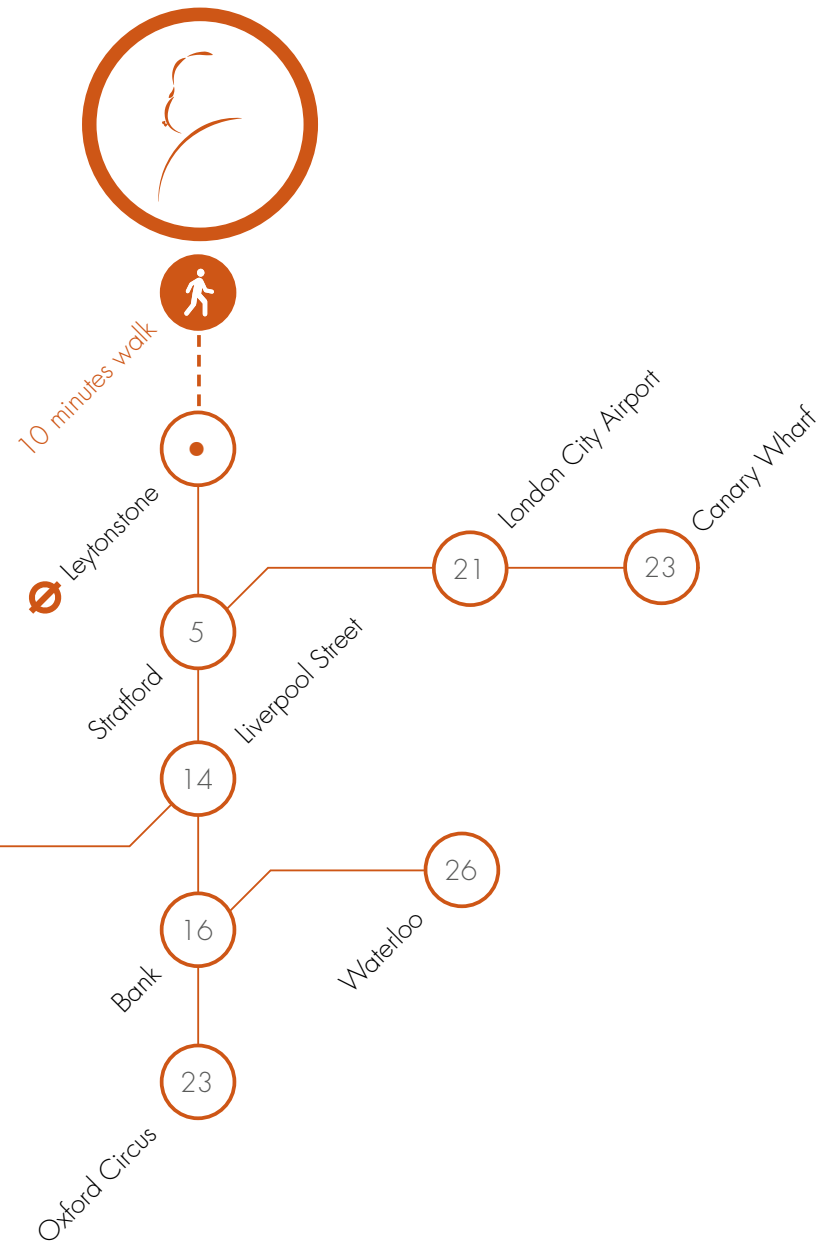 10 minutes walk
Leytonstone
London City Airport
Canary Wharf
21
23
5
Stratford
Liverpool Street
14
26
Waterloo
16
Bank
23
Oxford Circus